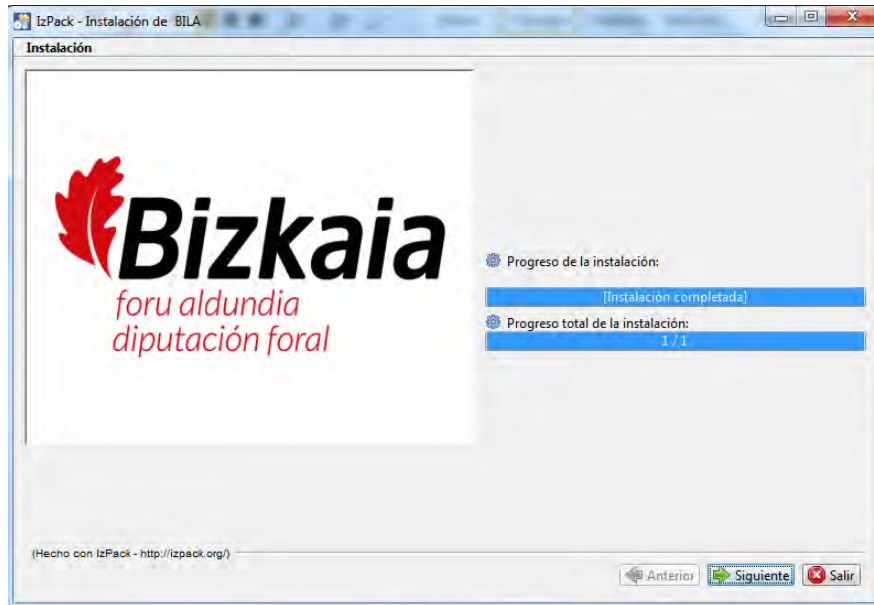 IzPack - Instalación de BILA
Instalación
Bizkaia
foru aldundia
diputación foral
Progreso de la instalación:
[Instalación completada]
Progreso total de la instalación:
1 / 1
(Hecho con IzPack - http://izpack.org/)
Anterior
Siguiente
Salir